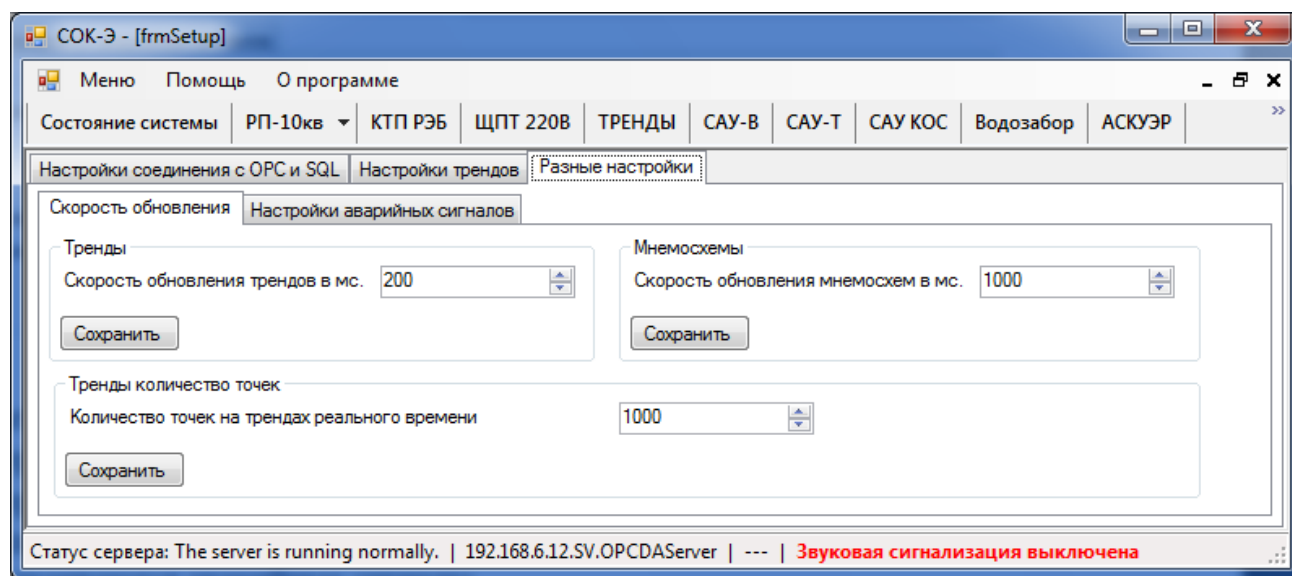 СОК-Э - [frmSetup]
Меню Помощь О программе
Состояние системы РП-10кв КТП РЭБ ЩПТ 220В ТРЕНДЫ САУ-В САУ-Т САУ КОС Водозабор АСКУЭР
Настройки соединения с OPC и SQL Настройки трендов Разные настройки
Скорость обновления Настройки аварийных сигналов
Тренды Мнемосхемы
Скорость обновления трендов в мс. 200 Скорость обновления мнемосхем в мс. 1000
Сохранить Сохранить
Тренды количество точек
Количество точек на трендах реального времени 1000
Сохранить
Статус сервера: The server is running normally. | 192.168.6.12.SV.OPCDAServer | --- | Звуковая сигнализация выключена